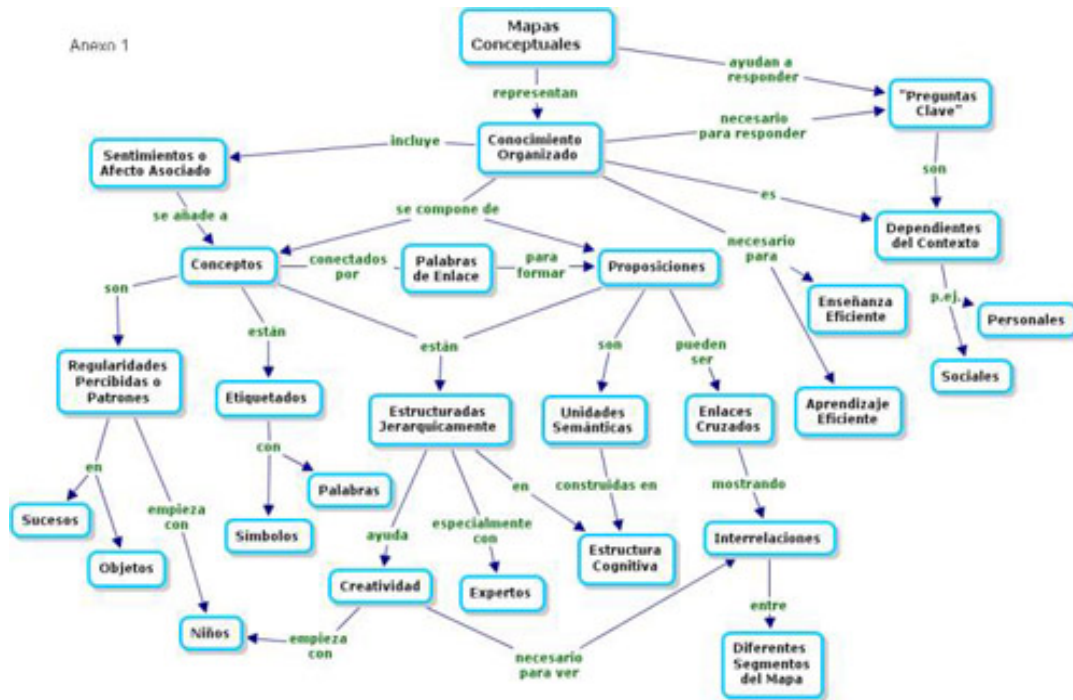 Anexo 1
Mapas
Conceptuales
ayudan a
responder
representan
"Preguntas
Clave"
necesario
para responder
Conocimiento
Organizado
incluye
Sentimientos o
Afecto Asociado
son
es
se añade a
se compone de
Dependientes
del Contexto
necesario
para
Conceptos
conectados
por
Palabras
de Enlace
para
formar
Proposiciones
son
p.ej.
Enseñanza
Eficiente
Personales
están
están
son
pueden
ser
Regularidades
Percibidas o
Patrones
Etiquetados
Sociales
Estructuradas
Jerarquicamente
Unidades
Semánticas
Enlaces
Cruzados
Aprendizaje
Eficiente
con
en
Palabras
en
construidas en
mostrando
Sucesos
empieza
con
Símbolos
ayuda
especialmente
con
Interrelaciones
Objetos
Estructura
Cognitiva
Creatividad
Expertos
entre
Niños
empieza
con
necesario
para ver
Diferentes
Segmentos
del Mapa